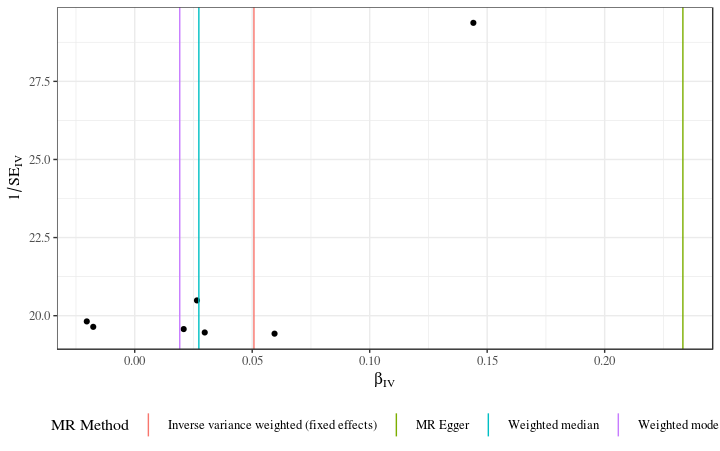 27.5
25.0
22.5
20.0
1/SE_IV
0.00 0.05 0.10 0.15 0.20
β_IV
MR Method Inverse variance weighted (fixed effects) MR Egger Weighted median Weighted mode